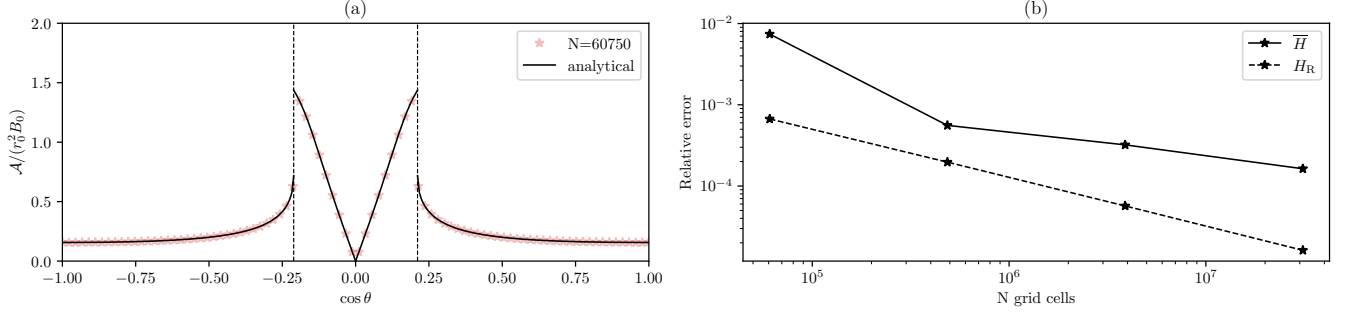 (a)
2.0
1.5
1.0
0.5
0.0
𝒜/(r₀²B₀)
N=60750
analytical
−1.00 −0.75 −0.50 −0.25 0.00 0.25 0.50 0.75 1.00
cos θ
(b)
10⁻²
10⁻³
10⁻⁴
Relative error
H̅
H_R
10⁵ 10⁶ 10⁷
N grid cells